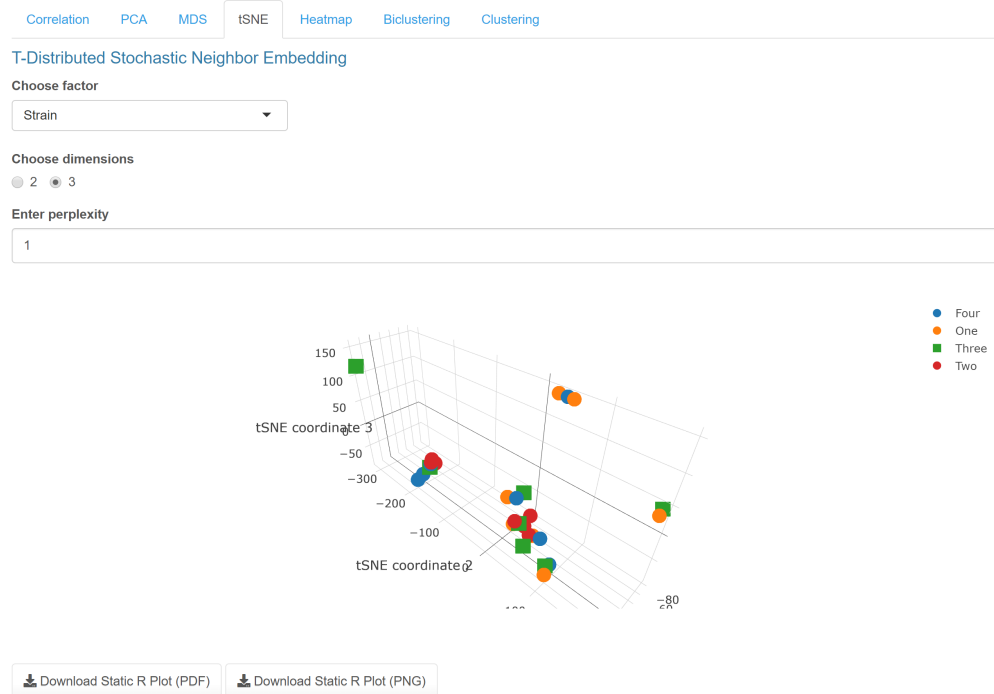 Correlation PCA MDS tSNE Heatmap Biclustering Clustering
T-Distributed Stochastic Neighbor Embedding
Choose factor
Strain
Choose dimensions
2 3
Enter perplexity
1
Four
One
Three
Two
150
100
50
tSNE coordinate 3
0
−50
−300
−200
−100
tSNE coordinate 2
0
−80
Download Static R Plot (PDF) Download Static R Plot (PNG)